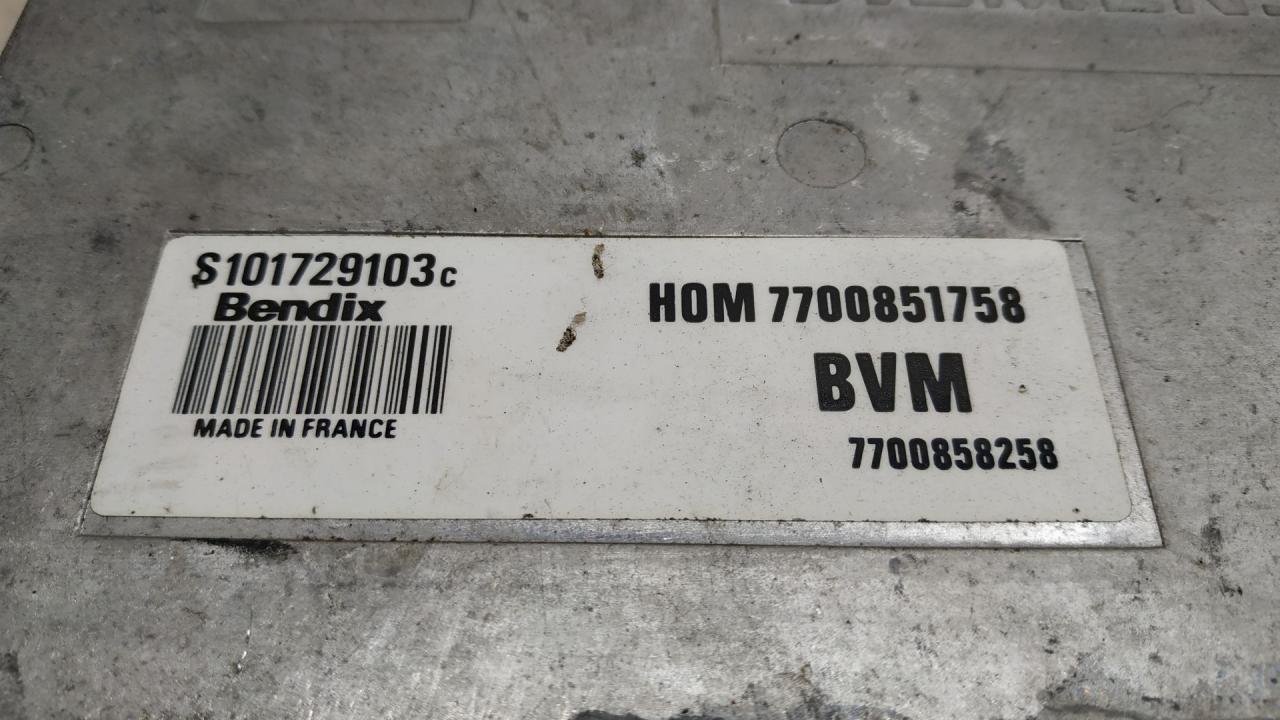 S101729103C
Bendix
MADE IN FRANCE
HOM 7700851758
BVM
7700858258